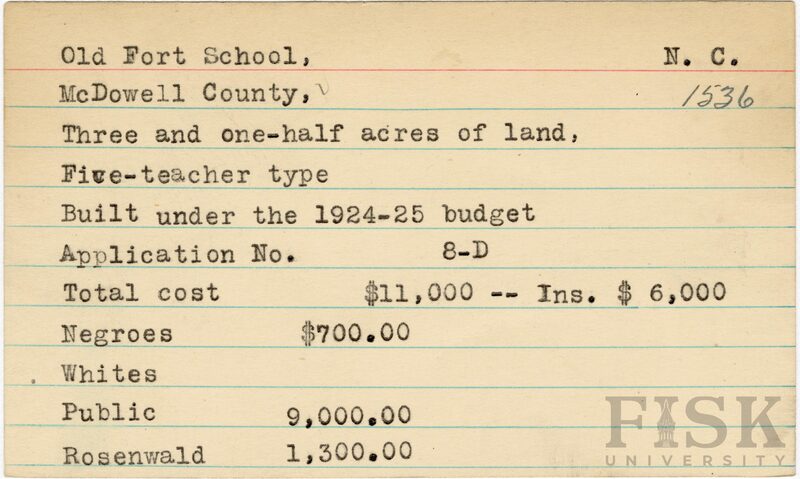 Old Fort School, N. C.
McDowell County, 1536
Three and one-half acres of land,
Five-teacher type
Built under the 1924-25 budget
Application No. 8-D
Total cost $11,000 -- Ins. $ 6,000
Negroes $700.00
Whites
Public 9,000.00
Rosenwald 1,300.00
FISK
UNIVERSITY